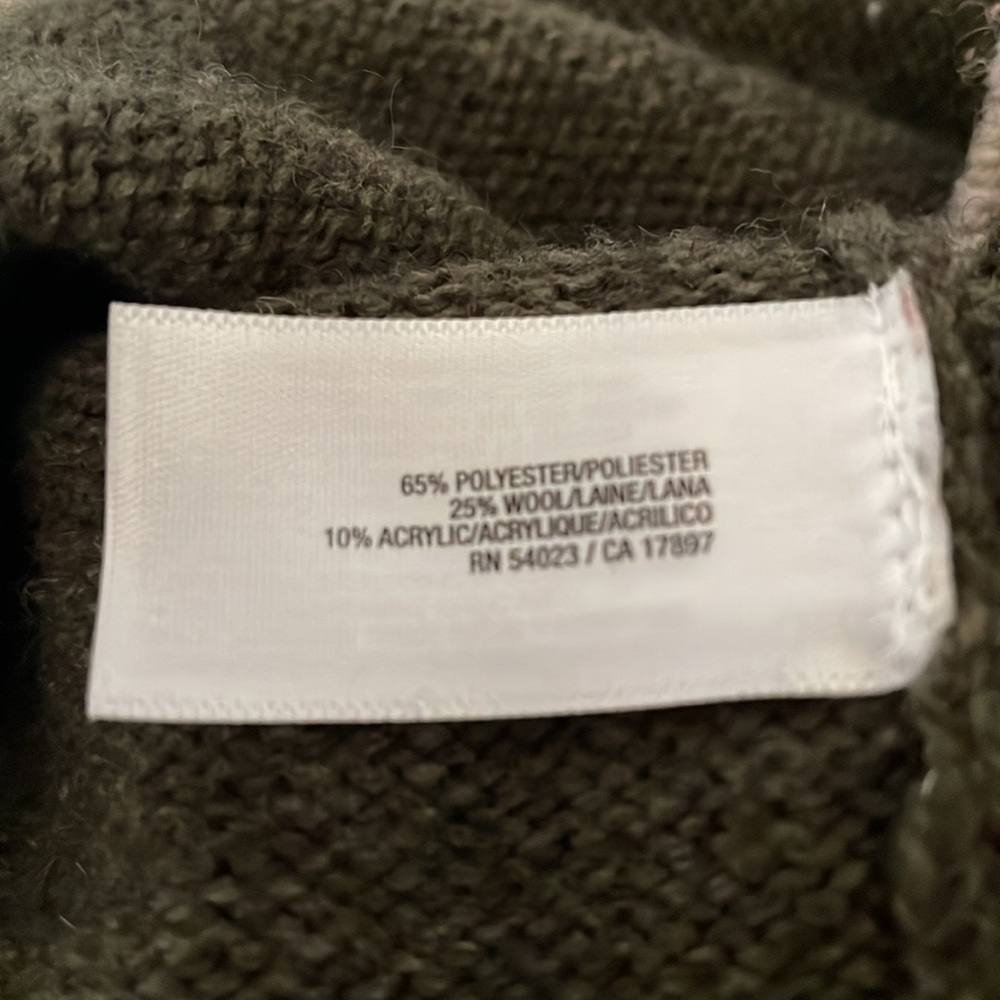 65% POLYESTER/POLIESTER
25% WOOL/LAINE/LANA
10% ACRYLIC/ACRYLIQUE/ACRILICO
RN 54023 / CA 17897